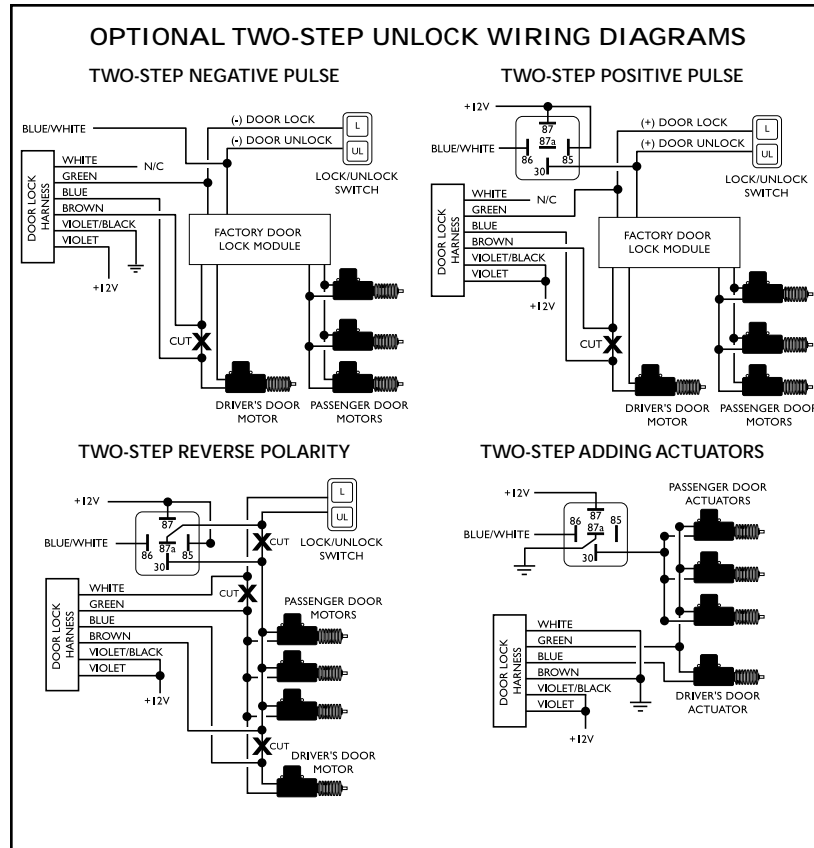 OPTIONAL TWO-STEP UNLOCK WIRING DIAGRAMS
TWO-STEP NEGATIVE PULSE
BLUE/WHITE
(-) DOOR LOCK
(-) DOOR UNLOCK
L
UL
LOCK/UNLOCK
SWITCH
DOOR LOCK
HARNESS
WHITE
N/C
GREEN
BLUE
BROWN
VIOLET/BLACK
VIOLET
+12V
FACTORY DOOR
LOCK MODULE
CUT
DRIVER'S DOOR
MOTOR
PASSENGER DOOR
MOTORS
TWO-STEP POSITIVE PULSE
+12V
87
87a
86
85
30
BLUE/WHITE
(+) DOOR LOCK
(+) DOOR UNLOCK
L
UL
LOCK/UNLOCK
SWITCH
DOOR LOCK
HARNESS
WHITE
N/C
GREEN
BLUE
BROWN
VIOLET/BLACK
VIOLET
+12V
FACTORY DOOR
LOCK MODULE
CUT
DRIVER'S DOOR
MOTOR
PASSENGER DOOR
MOTORS
TWO-STEP REVERSE POLARITY
+12V
87
87a
86
85
30
BLUE/WHITE
L
UL
LOCK/UNLOCK
SWITCH
CUT
CUT
DOOR LOCK
HARNESS
WHITE
GREEN
BLUE
BROWN
VIOLET/BLACK
VIOLET
+12V
PASSENGER DOOR
MOTORS
CUT
DRIVER'S DOOR
MOTOR
TWO-STEP ADDING ACTUATORS
+12V
87
86
87a
85
30
BLUE/WHITE
PASSENGER DOOR
ACTUATORS
DOOR LOCK
HARNESS
WHITE
GREEN
BLUE
BROWN
VIOLET/BLACK
VIOLET
+12V
DRIVER'S DOOR
ACTUATOR